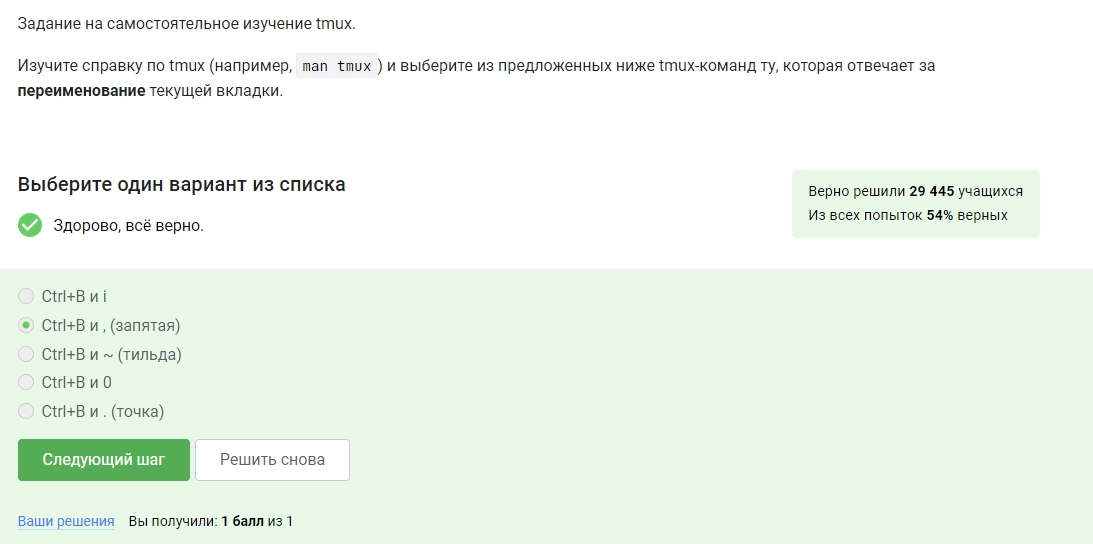 Задание на самостоятельное изучение tmux.
Изучите справку по tmux (например, man tmux) и выберите из предложенных ниже tmux-команд ту, которая отвечает за
переименование текущей вкладки.
Выберите один вариант из списка
Здорово, всё верно.
Верно решили 29 445 учащихся
Из всех попыток 54% верных
Ctrl+B и i
Ctrl+B и , (запятая)
Ctrl+B и ~ (тильда)
Ctrl+B и 0
Ctrl+B и . (точка)
Следующий шаг
Решить снова
Ваши решения Вы получили: 1 балл из 1